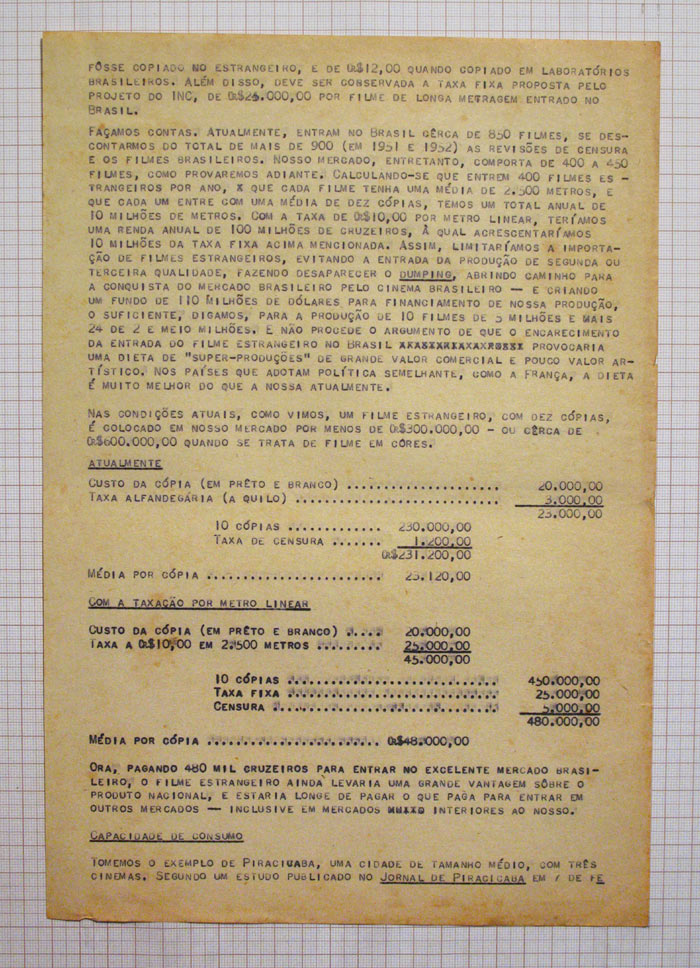 FÔSSE COPIADO NO ESTRANGEIRO, E DE Cr$12,00 QUANDO COPIADO EM LABORATÓRIOS
BRASILEIROS. ALÉM DISSO, DEVE SER CONSERVADA A TAXA FIXA PROPOSTA PELO
PROJETO DO INC, DE Cr$25.000,00 POR FILME DE LONGA METRAGEM ENTRADO NO
BRASIL.
FAÇAMOS CONTAS. ATUALMENTE, ENTRAM NO BRASIL CÊRCA DE 850 FILMES, SE DES-
CONTARMOS DO TOTAL DE MAIS DE 900 (EM 1951 E 1952) AS REVISÕES DE CENSURA
E OS FILMES BRASILEIROS. NOSSO MERCADO, ENTRETANTO, COMPORTA DE 400 A 450
FILMES, COMO PROVAREMOS ADIANTE. CALCULANDO-SE QUE ENTREM 400 FILMES ES-
TRANGEIROS POR ANO, X QUE CADA FILME TENHA UMA MÉDIA DE 2.500 METROS, E
QUE CADA UM ENTRE COM UMA MÉDIA DE DEZ CÓPIAS, TEMOS UM TOTAL ANUAL DE
10 MILHÕES DE METROS. COM A TAXA DE Cr$10,00 POR METRO LINEAR, TERÍAMOS
UMA RENDA ANUAL DE 100 MILHÕES DE CRUZEIROS, À QUAL ACRESCENTARÍAMOS
10 MILHÕES DA TAXA FIXA ACIMA MENCIONADA. ASSIM, LIMITARÍAMOS A IMPORTA-
ÇÃO DE FILMES ESTRANGEIROS, EVITANDO A ENTRADA DA PRODUÇÃO DE SEGUNDA OU
TERCEIRA QUALIDADE, FAZENDO DESAPARECER O DUMPING, ABRINDO CAMINHO PARA
A CONQUISTA DO MERCADO BRASILEIRO PELO CINEMA BRASILEIRO — E CRIANDO
UM FUNDO DE 110 MILHÕES DE DÓLARES PARA FINANCIAMENTO DE NOSSA PRODUÇÃO,
O SUFICIENTE, DIGAMOS, PARA A PRODUÇÃO DE 10 FILMES DE 5 MILHÕES E MAIS
24 DE 2 E MEIO MILHÕES. E NÃO PROCEDE O ARGUMENTO DE QUE O ENCARECIMENTO
DA ENTRADA DO FILME ESTRANGEIRO NO BRASIL PROVOCARIA
UMA DIETA DE "SUPER-PRODUÇÕES" DE GRANDE VALOR COMERCIAL E POUCO VALOR AR-
TÍSTICO. NOS PAÍSES QUE ADOTAM POLÍTICA SEMELHANTE, COMO A FRANÇA, A DIETA
É MUITO MELHOR DO QUE A NOSSA ATUALMENTE.
NAS CONDIÇÕES ATUAIS, COMO VIMOS, UM FILME ESTRANGEIRO, COM DEZ CÓPIAS,
É COLOCADO EM NOSSO MERCADO POR MENOS DE Cr$300.000,00 - OU CÊRCA DE
Cr$600.000,00 QUANDO SE TRATA DE FILME EM CÔRES.
ATUALMENTE
CUSTO DA CÓPIA (EM PRÊTO E BRANCO) ..................... 20.000,00
TAXA ALFANDEGÁRIA (A QUILO) ............................ 3.000,00
23.000,00
10 CÓPIAS ............ 230.000,00
TAXA DE CENSURA ....... 1.200,00
Cr$231.200,00
MÉDIA POR CÓPIA ........................ 23.120,00
COM A TAXAÇÃO POR METRO LINEAR
CUSTO DA CÓPIA (EM PRÊTO E BRANCO) ..... 20.000,00
TAXA A Cr$10,00 EM 2.500 METROS ......... 25.000,00
45.000,00
10 CÓPIAS ............................. 450.000,00
TAXA FIXA ............................. 25.000,00
CENSURA ............................... 5.000,00
480.000,00
MÉDIA POR CÓPIA ........................ Cr$48.000,00
ORA, PAGANDO 480 MIL CRUZEIROS PARA ENTRAR NO EXCELENTE MERCADO BRASI-
LEIRO, O FILME ESTRANGEIRO AINDA LEVARIA UMA GRANDE VANTAGEM SÔBRE O
PRODUTO NACIONAL, E ESTARIA LONGE DE PAGAR O QUE PAGA PARA ENTRAR EM
OUTROS MERCADOS — INCLUSIVE EM MERCADOS INTERIORES AO NOSSO.
CAPACIDADE DE CONSUMO
TOMEMOS O EXEMPLO DE PIRACICABA, UMA CIDADE DE TAMANHO MÉDIO, COM TRÊS
CINEMAS. SEGUNDO UM ESTUDO PUBLICADO NO JORNAL DE PIRACICABA EM 7 DE FE